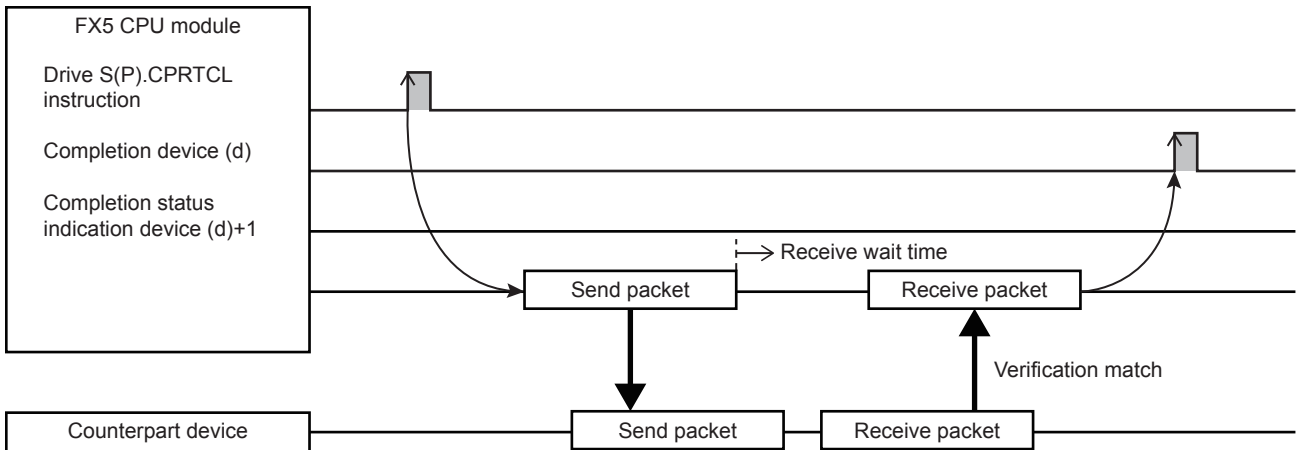 FX5 CPU module
Drive S(P).CPRTCL
instruction
Completion device (d)
Completion status
indication device (d)+1
Receive wait time
Send packet
Receive packet
Verification match
Counterpart device
Send packet
Receive packet